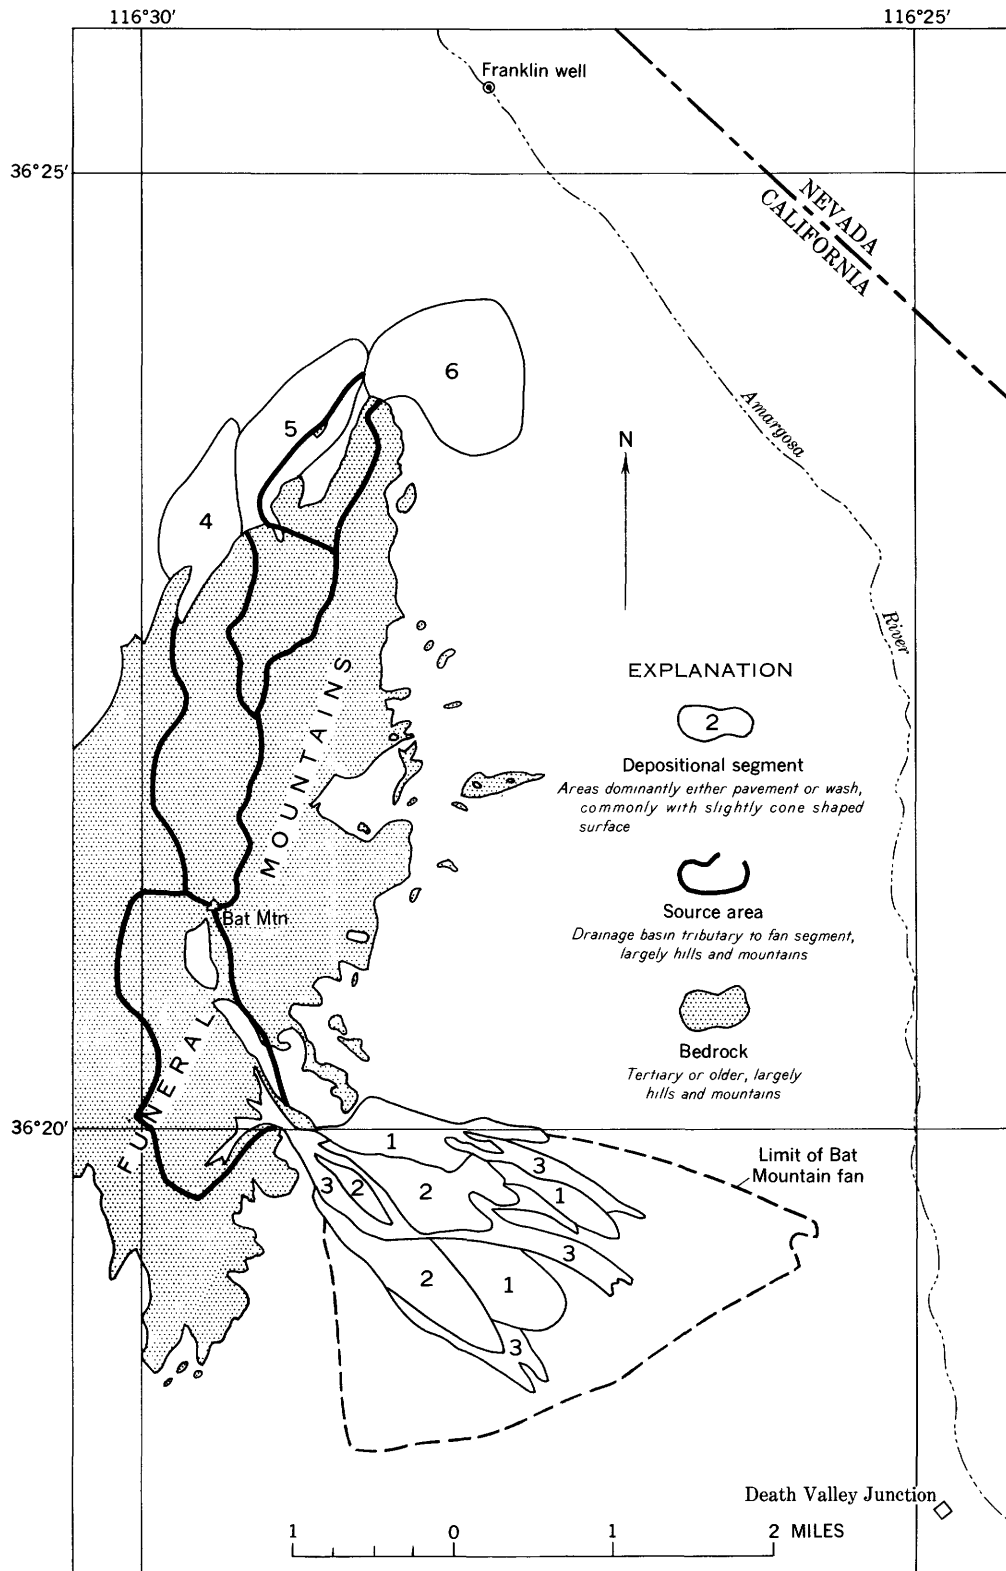 116°30′ 116°25′
Franklin well
36°25′
NEVADA
CALIFORNIA
6
5
4
N
Amargosa
River
EXPLANATION
2
Depositional segment
Areas dominantly either pavement or wash,
commonly with slightly cone shaped
surface
Source area
Drainage basin tributary to fan segment,
largely hills and mountains
Bedrock
Tertiary or older, largely
hills and mountains
FUNERAL MOUNTAINS
Bat Mtn
36°20′
1
3
Limit of Bat
Mountain fan
3
2
2
1
3
2
1
3
Death Valley Junction
1 0 1 2 MILES